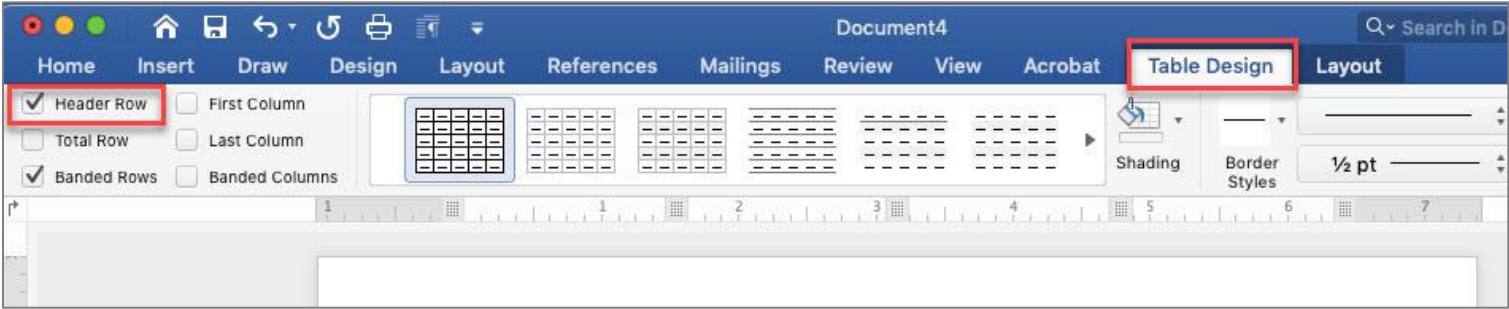 Document4
Search in D
Home Insert Draw Design Layout References Mailings Review View Acrobat Table Design Layout
Header Row First Column
Total Row Last Column
Banded Rows Banded Columns
Shading
Border
Styles
½ pt
1 1 2 3 4 5 6 7